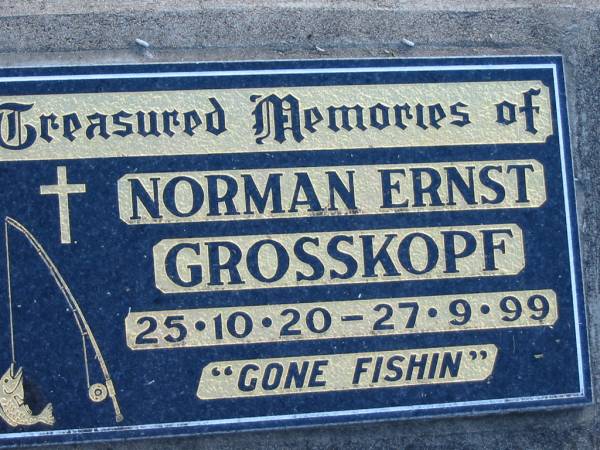 Treasured Memories of
NORMAN ERNST
GROSSKOPF
25•10•20 – 27•9•99
"GONE FISHIN"